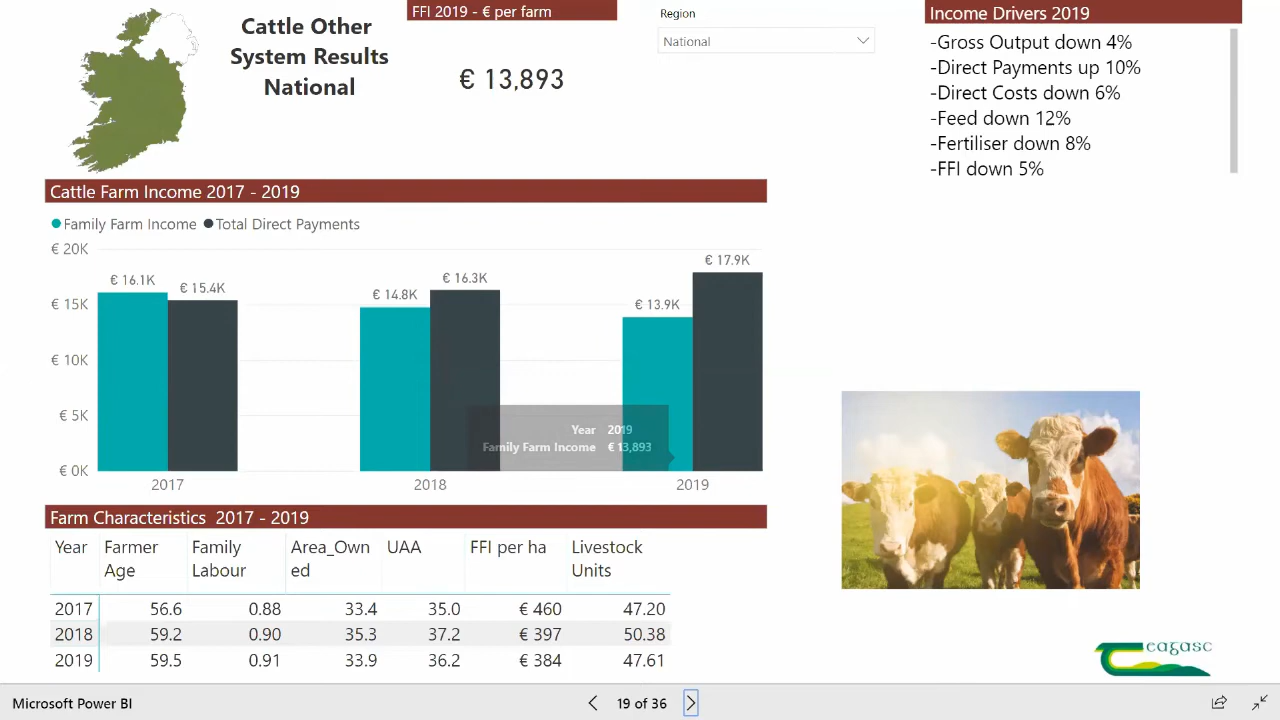 Cattle Other
System Results
National
FFI 2019 - € per farm
€ 13,893
Region
National
Income Drivers 2019
-Gross Output down 4%
-Direct Payments up 10%
-Direct Costs down 6%
-Feed down 12%
-Fertiliser down 8%
-FFI down 5%
Cattle Farm Income 2017 - 2019
Family Farm Income Total Direct Payments
€ 20K
€ 15K
€ 10K
€ 5K
€ 0K
€ 16.1K
€ 15.4K
€ 14.8K
€ 16.3K
€ 13.9K
€ 17.9K
Year 2019
Family Farm Income € 13,893
2017 2018 2019
Farm Characteristics 2017 - 2019
Year Farmer Age Family Labour Area_Owned UAA FFI per ha Livestock Units
2017 56.6 0.88 33.4 35.0 € 460 47.20
2018 59.2 0.90 35.3 37.2 € 397 50.38
2019 59.5 0.91 33.9 36.2 € 384 47.61
Teagasc
Microsoft Power BI
19 of 36